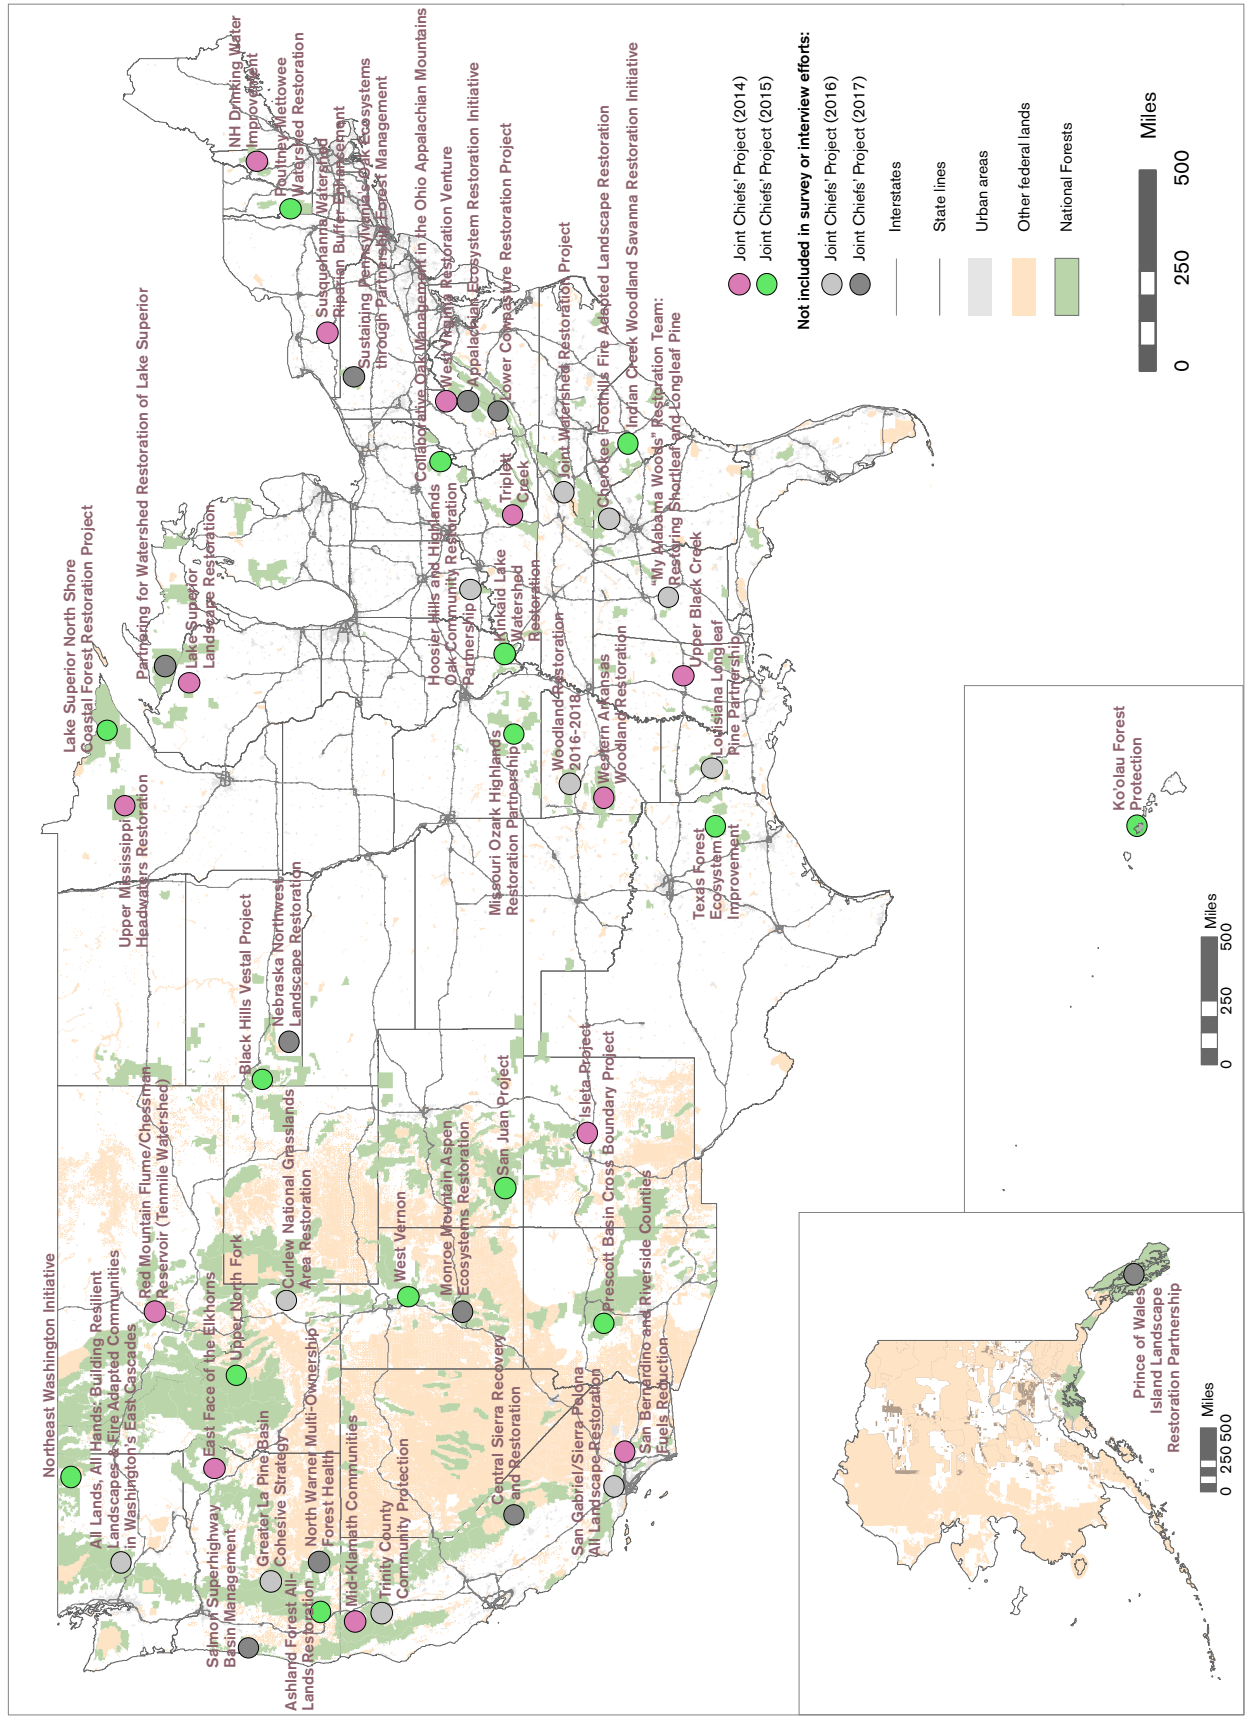 Northeast Washington Initiative
All Lands, All Hands: Building Resilient
Landscapes & Fire Adapted Communities
in Washington's East Cascades
Red Mountain Flume/Chessman
Reservoir (Tenmile Watershed)
East Face of the Elkhorns
Upper North Fork
Salmon Superhighway
Basin Management
Greater La Pine Basin
Cohesive Strategy
Curlew National Grasslands
Area Restoration
Ashland Forest All-
Lands Restoration
North Warner Multi-Ownership
Forest Health
Mid-Klamath Communities
Trinity County
Community Protection
West Vernon
Monroe Mountain Aspen
Ecosystems Restoration
Central Sierra Recovery
and Restoration
San Juan Project
San Gabriel/Sierra Pelona
All Landscape Restoration
San Bernardino and Riverside Counties
Fuels Reduction
Prescott Basin Cross Boundary Project
Isleta Project
Black Hills Vestal Project
Nebraska Northwest
Landscape Restoration
Upper Mississippi
Headwaters Restoration
Lake Superior North Shore
Coastal Forest Restoration Project
Partnering for Watershed Restoration of Lake Superior
Lake Superior
Landscape Restoration
Missouri Ozark Highlands
Restoration Partnership
Woodland Restoration
2016-2018
Western Arkansas
Woodland Restoration
Texas Forest
Ecosystem
Improvement
Louisiana Longleaf
Pine Partnership
Upper Black Creek
"My Alabama Woods" Restoration Team:
Restoring Shortleaf and Longleaf Pine
Kinkaid Lake
Watershed
Restoration
Hoosier Hills and Highlands
Oak Community Restoration
Partnership
Triplett
Creek
Collaborative Oak Management in the Ohio Appalachian Mountains
West Virginia Restoration Venture
Appalachian Ecosystem Restoration Initiative
Lower Cowpasture Restoration Project
Joint Watershed Restoration Project
Cherokee Foothills Fire Adapted Landscape Restoration
Indian Creek Woodland Savanna Restoration Initiative
Sustaining Pennsylvania's Oak Ecosystems
through Partnership Forest Management
Susquehanna Watershed
Riparian Buffer Enhancement
Poultney Mettowee
Watershed Restoration
NH Drinking Water
Improvement
Joint Chiefs' Project (2014)
Joint Chiefs' Project (2015)
Not included in survey or interview efforts:
Joint Chiefs' Project (2016)
Joint Chiefs' Project (2017)
Interstates
State lines
Urban areas
Other federal lands
National Forests
Miles
0 250 500
Ko'olau Forest
Protection
Miles
0 250 500
Prince of Wales
Island Landscape
Restoration Partnership
Miles
0 250 500